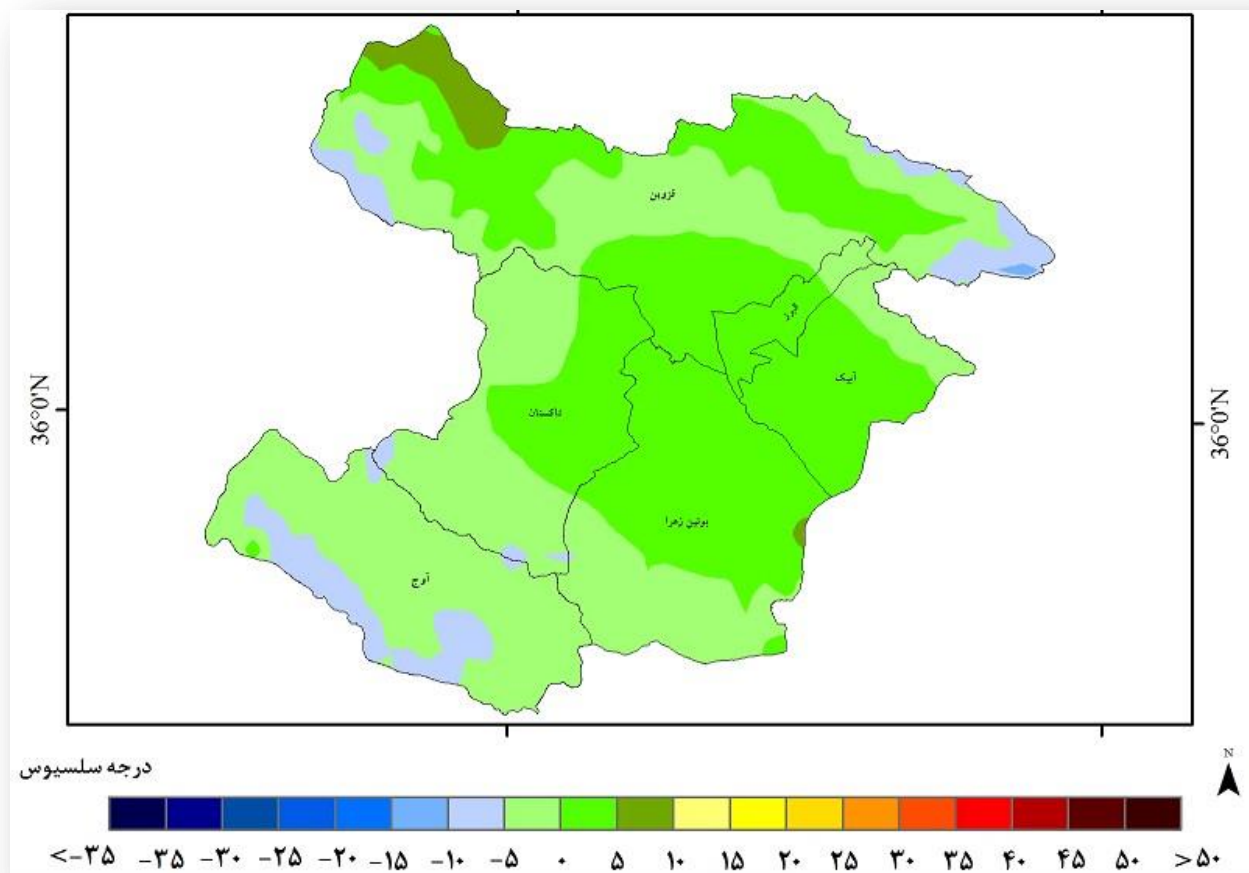 قزوین
البرز
آبیک
36°0'N
36°0'N
تاکستان
بوئین زهرا
آوج
درجه سلسیوس
N
<-۳۵ -۳۵ -۳۰ -۲۵ -۲۰ -۱۵ -۱۰ -۵ ۰ ۵ ۱۰ ۱۵ ۲۰ ۲۵ ۳۰ ۳۵ ۴۰ ۴۵ ۵۰ >۵۰